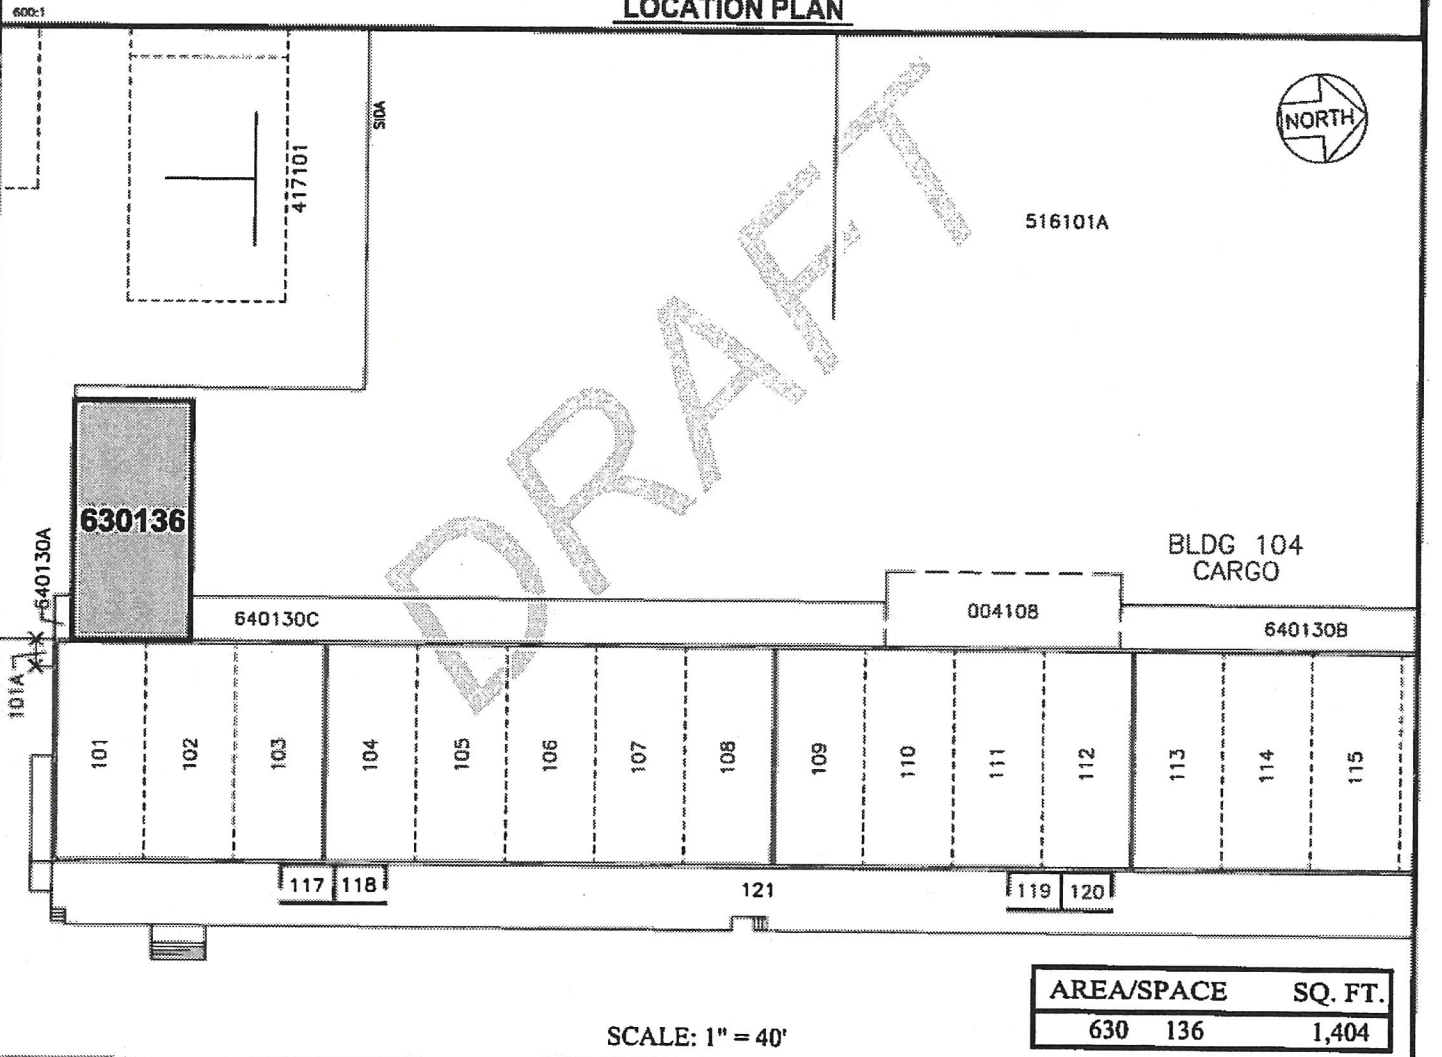 LOCATION PLAN
600:1
SIDA
417101
NORTH
516101A
DRAFT
630136
640130A
BLDG 104
CARGO
640130C
004108
640130B
101A
101
102
103
104
105
106
107
108
109
110
111
112
113
114
115
117
118
121
119
120
AREA/SPACE SQ. FT.
630 136 1,404
SCALE: 1" = 40'